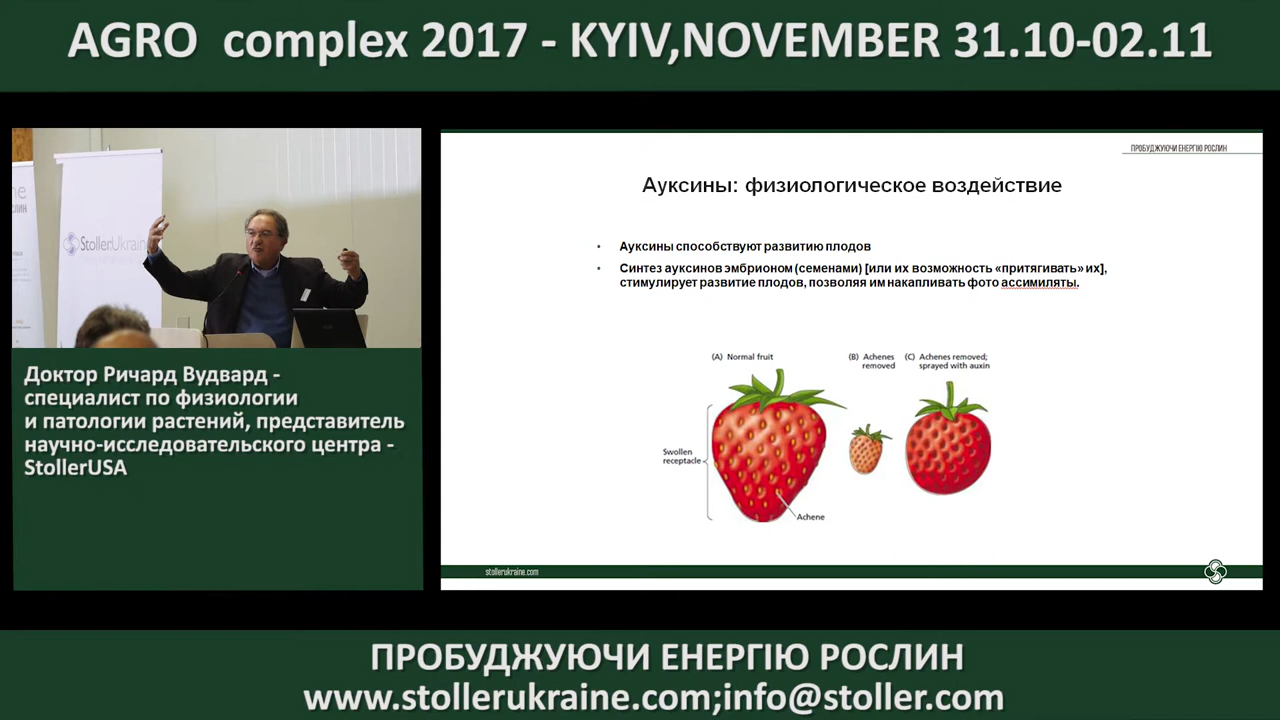 AGRO complex 2017 - KYIV,NOVEMBER 31.10-02.11
StollerUkraine
Доктор Ричард Вудвард -
специалист по физиологии
и патологии растений, представитель
научно-исследовательского центра -
StollerUSA
ПРОБУДЖУЮЧИ ЕНЕРГІЮ РОСЛИН
Ауксины: физиологическое воздействие
• Ауксины способствуют развитию плодов
• Синтез ауксинов эмбрионом (семенами) [или их возможность «притягивать» их],
стимулирует развитие плодов, позволяя им накапливать фото ассимиляты.
(A) Normal fruit
(B) Achenes
removed
(C) Achenes removed;
sprayed with auxin
Swollen
receptacle
Achene
stollerukraine.com
ПРОБУДЖУЮЧИ ЕНЕРГІЮ РОСЛИН
www.stollerukraine.com;info@stoller.com